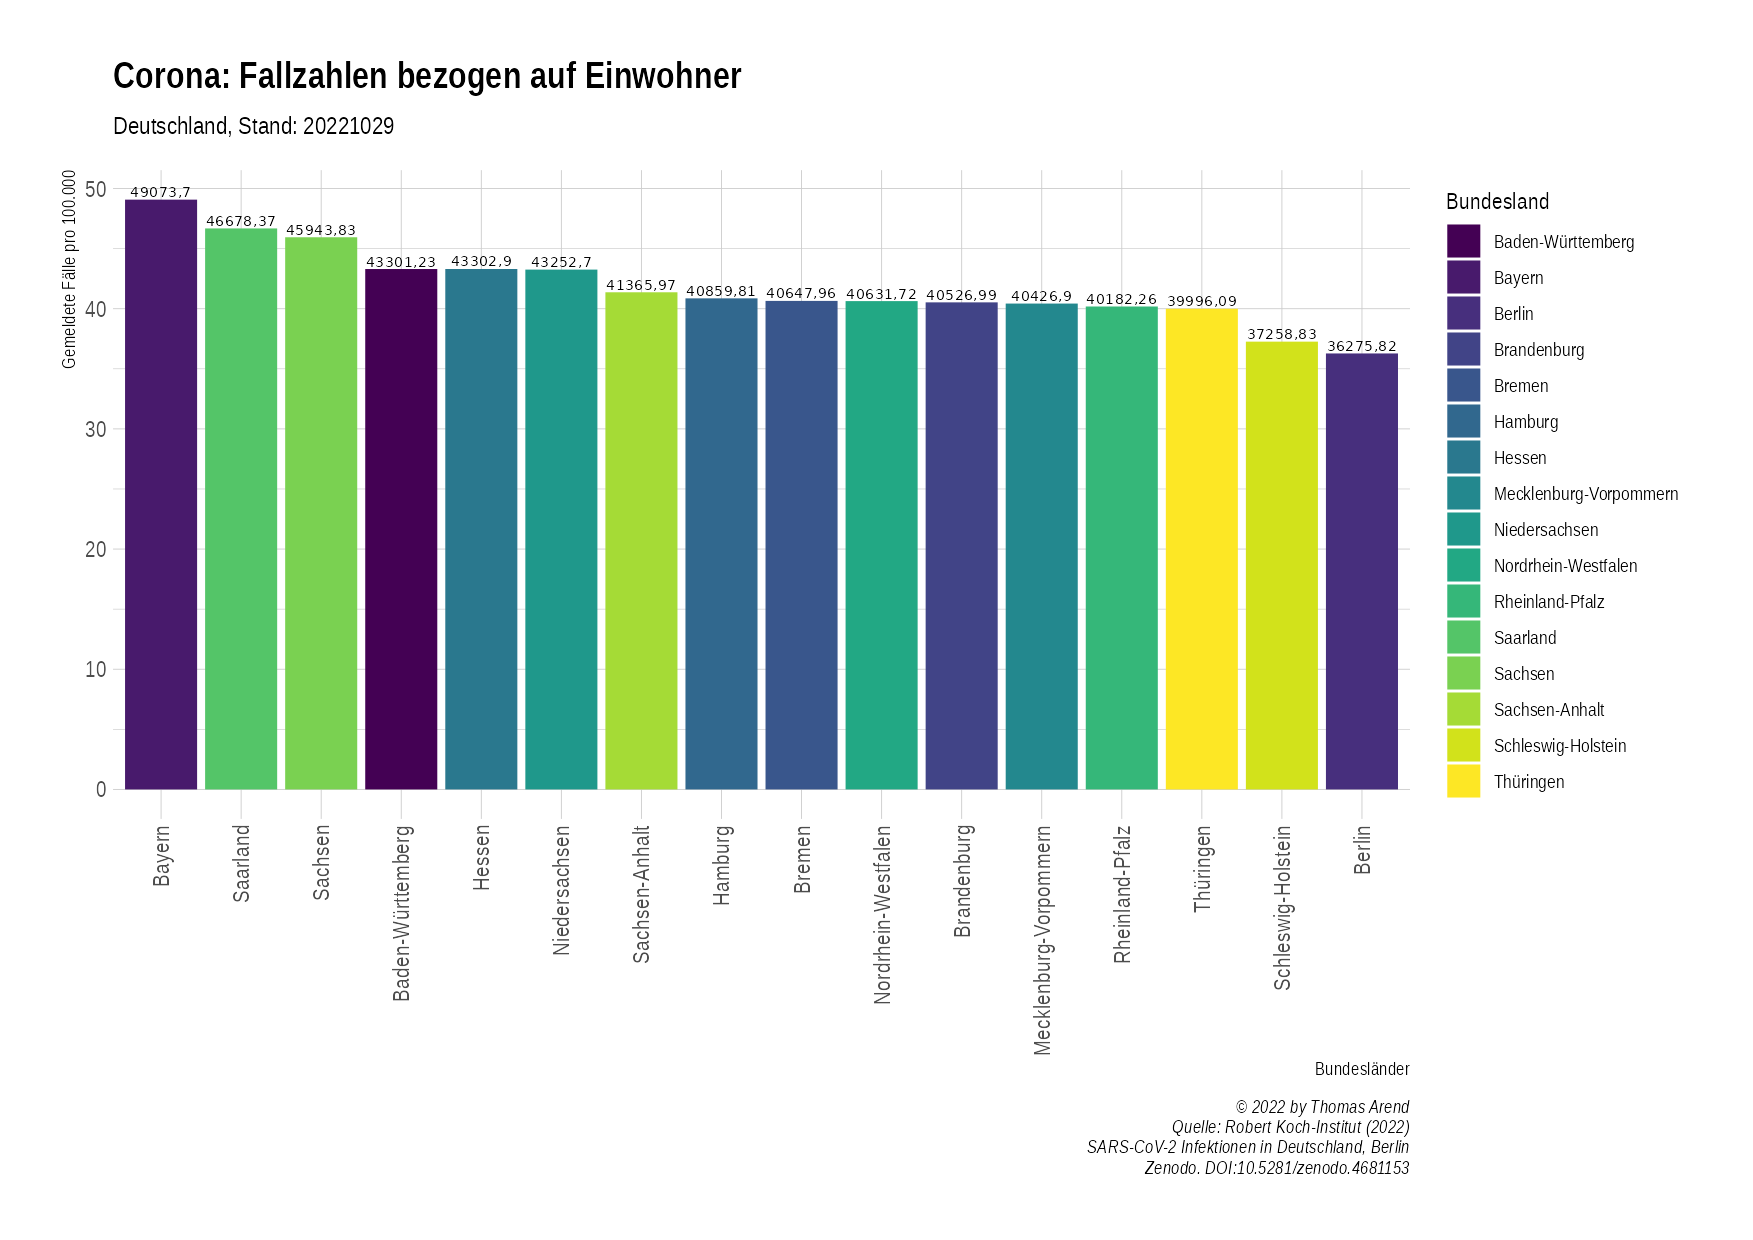 Corona: Fallzahlen bezogen auf Einwohner
Deutschland, Stand: 20221029
Gemeldete Fälle pro 100.000
50
40
30
20
10
0
49073,7
46678,37
45943,83
43301,23
43302,9
43252,7
41365,97
40859,81
40647,96
40631,72
40526,99
40426,9
40182,26
39996,09
37258,83
36275,82
Bayern
Saarland
Sachsen
Baden-Württemberg
Hessen
Niedersachsen
Sachsen-Anhalt
Hamburg
Bremen
Nordrhein-Westfalen
Brandenburg
Mecklenburg-Vorpommern
Rheinland-Pfalz
Thüringen
Schleswig-Holstein
Berlin
Bundesländer
Bundesland
Baden-Württemberg
Bayern
Berlin
Brandenburg
Bremen
Hamburg
Hessen
Mecklenburg-Vorpommern
Niedersachsen
Nordrhein-Westfalen
Rheinland-Pfalz
Saarland
Sachsen
Sachsen-Anhalt
Schleswig-Holstein
Thüringen
© 2022 by Thomas Arend
Quelle: Robert Koch-Institut (2022)
SARS-CoV-2 Infektionen in Deutschland, Berlin
Zenodo. DOI:10.5281/zenodo.4681153